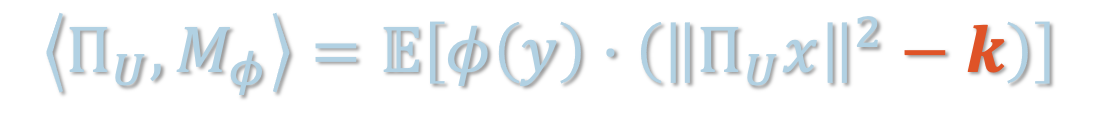 ⟨Π_U, M_ϕ⟩ = 𝔼[ϕ(y) · (‖Π_U x‖² − k)]